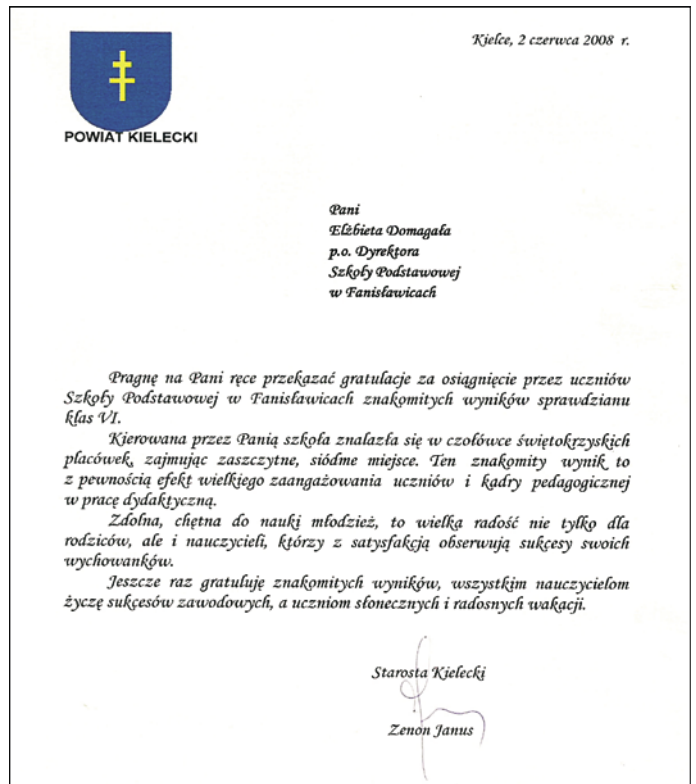 Kielce, 2 czerwca 2008 r.
POWIAT KIELECKI
Pani
Elżbieta Domagała
p.o. Dyrektora
Szkoły Podstawowej
w Fanisławicach
Pragnę na Pani ręce przekazać gratulacje za osiągnięcie przez uczniów
Szkoły Podstawowej w Fanisławicach znakomitych wyników sprawdzianu
klas VI.
Kierowana przez Panią szkoła znalazła się w czołówce świętokrzyskich
placówek, zajmując zaszczytne, siódme miejsce. Ten znakomity wynik to
z pewnością efekt wielkiego zaangażowania uczniów i kadry pedagogicznej
w pracę dydaktyczną.
Zdolna, chętna do nauki młodzież, to wielka radość nie tylko dla
rodziców, ale i nauczycieli, którzy z satysfakcją obserwują sukcesy swoich
wychowanków.
Jeszcze raz gratuluję znakomitych wyników, wszystkim nauczycielom
życzę sukcesów zawodowych, a uczniom słonecznych i radosnych wakacji.
Starosta Kielecki
Zenon Janus